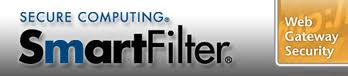 SECURE COMPUTING®
SmartFilter®
Web
Gateway
Security